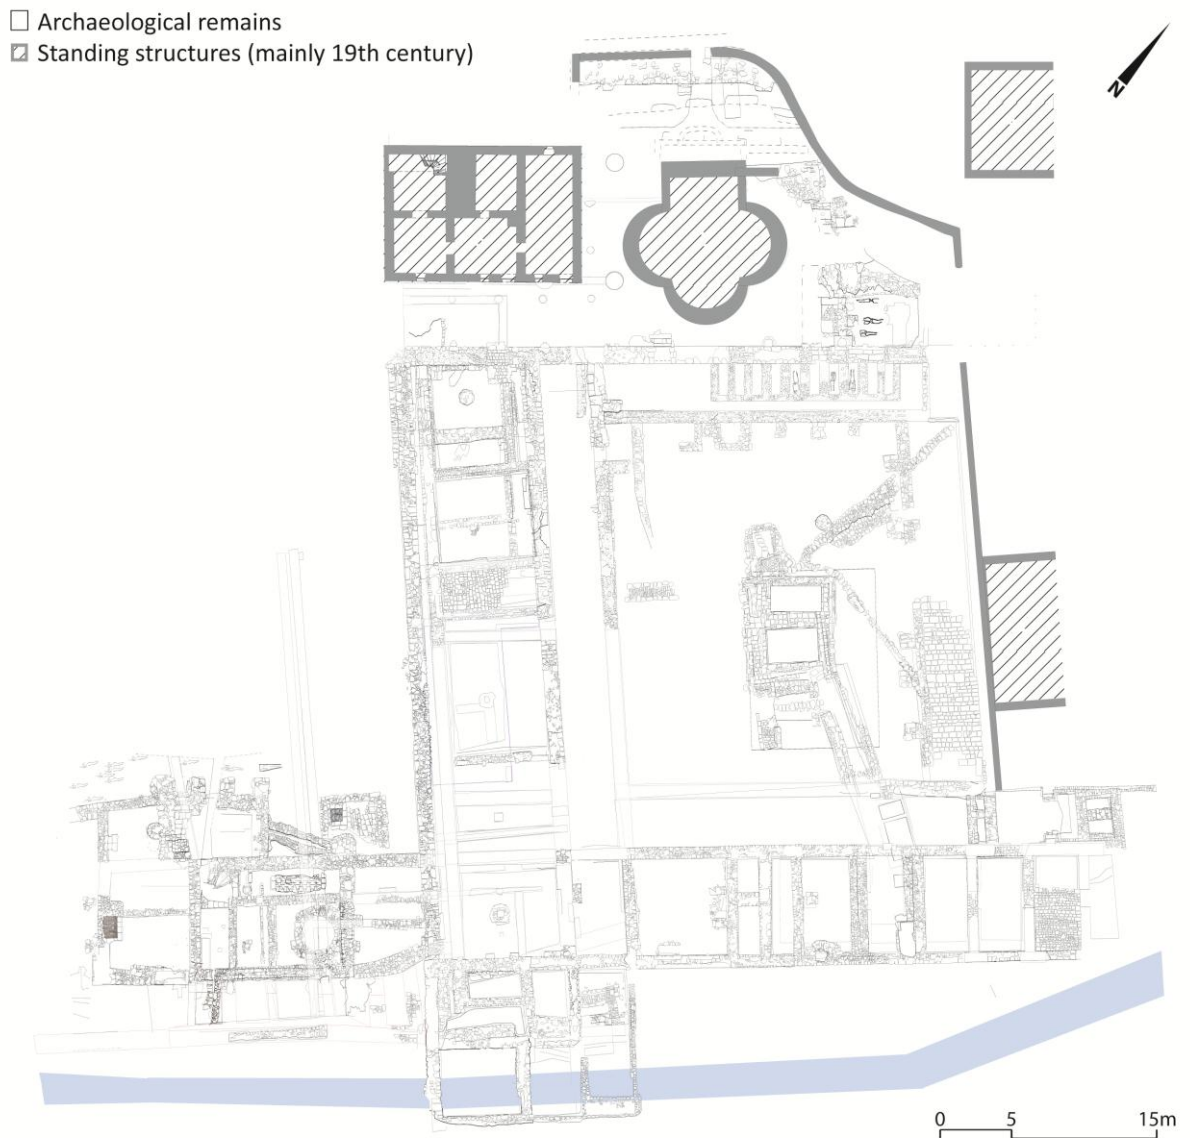 Archaeological remains
Standing structures (mainly 19th century)
N
0 5 15m